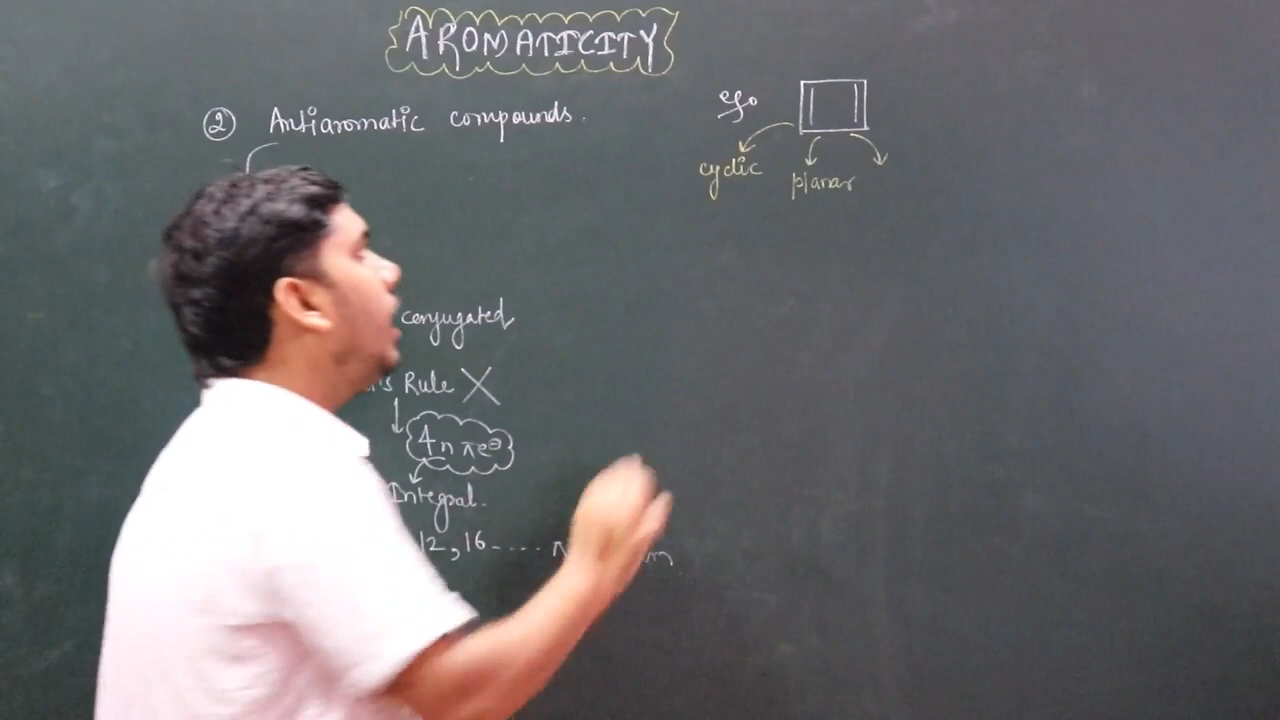 AROMATICITY
② Antiaromatic compounds.
eg.
cyclic planar
conjugated
Rule X
4n πe⊖
Integral.
12, 16 - ....